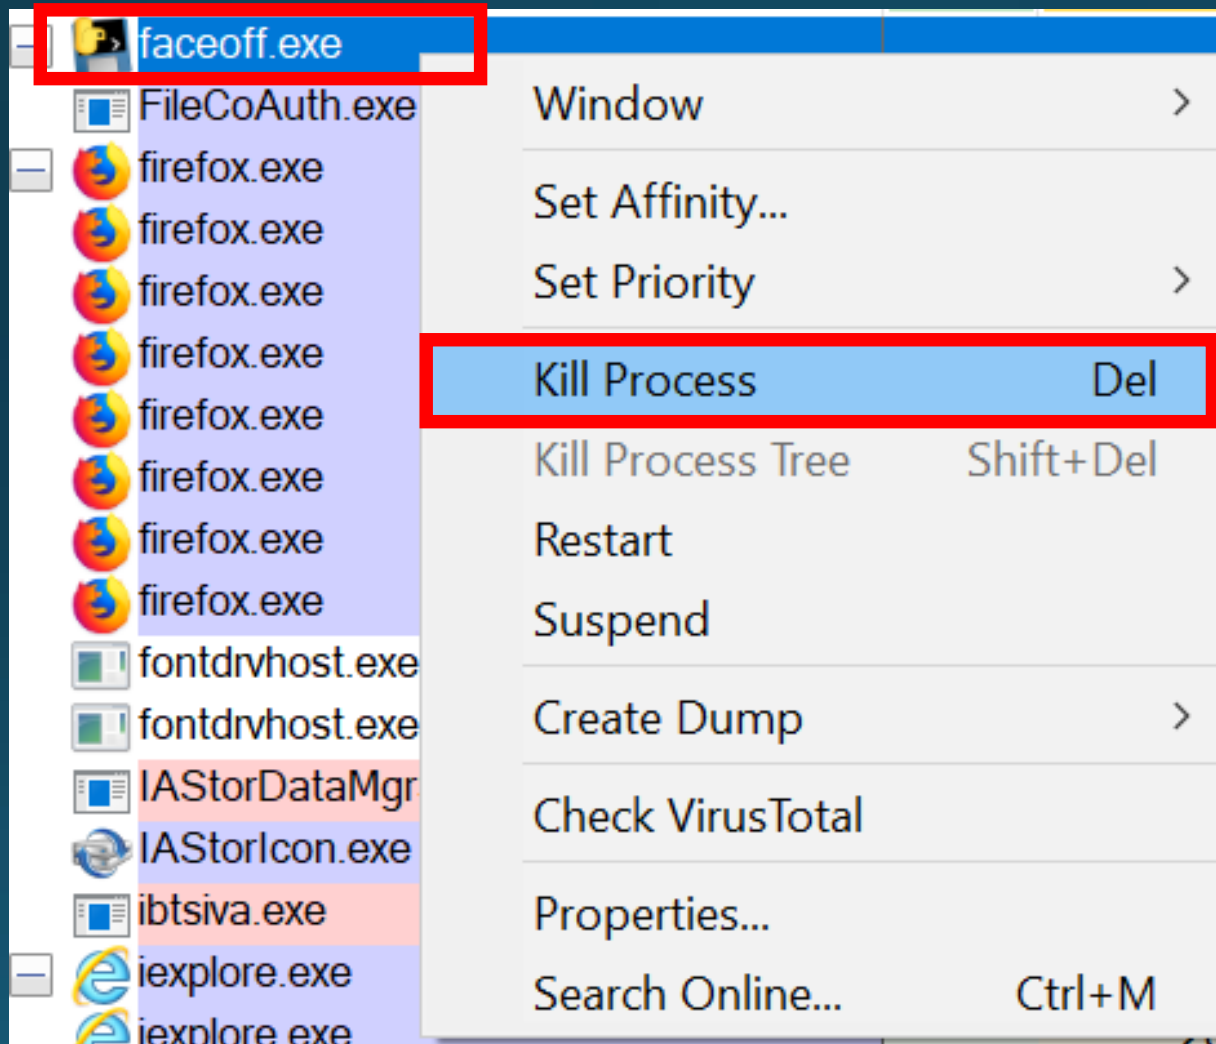 faceoff.exe
FileCoAuth.exe
firefox.exe
firefox.exe
firefox.exe
firefox.exe
firefox.exe
firefox.exe
firefox.exe
firefox.exe
fontdrvhost.exe
fontdrvhost.exe
IAStorDataMgr
IAStorIcon.exe
ibtsiva.exe
iexplore.exe
iexplore.exe
Window
Set Affinity...
Set Priority
Kill Process Del
Kill Process Tree Shift+Del
Restart
Suspend
Create Dump
Check VirusTotal
Properties...
Search Online... Ctrl+M